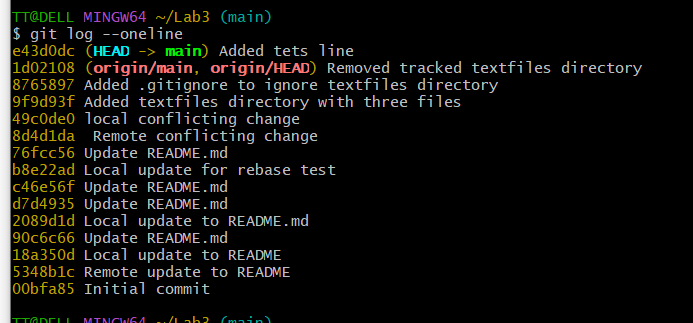 TT@DELL MINGW64 ~/Lab3 (main)
$ git log --oneline
e43d0dc (HEAD -> main) Added tets line
1d02108 (origin/main, origin/HEAD) Removed tracked textfiles directory
8765897 Added .gitignore to ignore textfiles directory
9f9d93f Added textfiles directory with three files
49c0de0 local conflicting change
8d4d1da  Remote conflicting change
76fcc56 Update README.md
b8e22ad Local update for rebase test
c46e56f Update README.md
d7d4935 Update README.md
2089d1d Local update to README.md
90c6c66 Update README.md
18a350d Local update to README
5348b1c Remote update to README
00bfa85 Initial commit
TT@DELL MINGW64 ~/Lab3 (main)